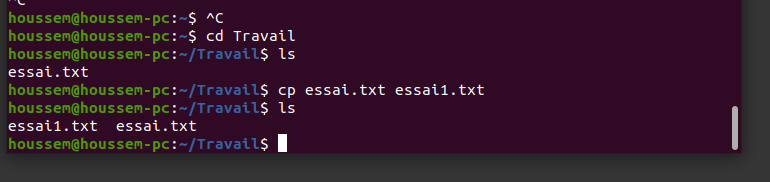 ^C
houssem@houssem-pc:~$ ^C
houssem@houssem-pc:~$ cd Travail
houssem@houssem-pc:~/Travail$ ls
essai.txt
houssem@houssem-pc:~/Travail$ cp essai.txt essai1.txt
houssem@houssem-pc:~/Travail$ ls
essai1.txt  essai.txt
houssem@houssem-pc:~/Travail$